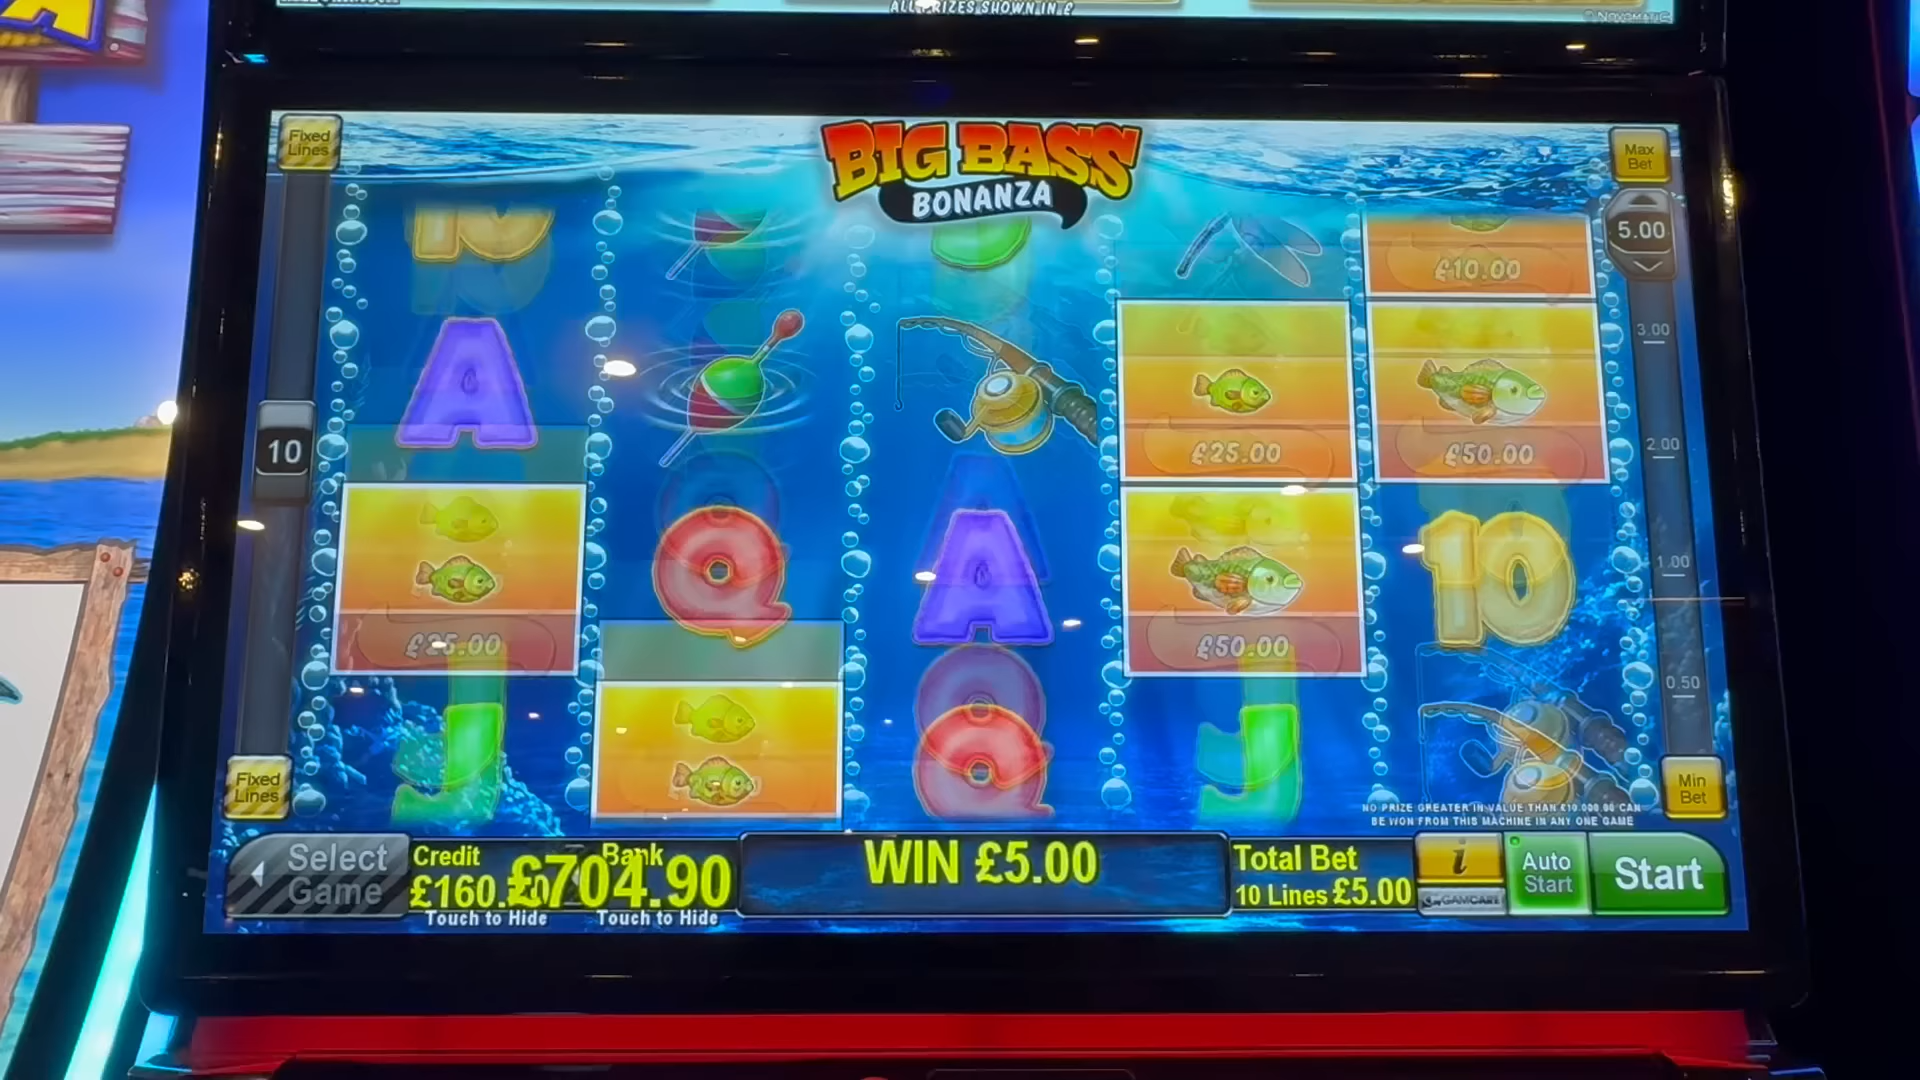 ALL PRIZES SHOWN IN £
© NOVOMATIC
Fixed
Lines
BIG BASS
BONANZA
Max
Bet
5.00
10
£10.00
A
3.00
£25.00
£50.00
2.00
10
Q
A
10
1.00
£25.00
£50.00
0.50
J
Q
J
Fixed
Lines
Min
Bet
NO PRIZE GREATER IN VALUE THAN £10,000.00 CAN
BE WON FROM THIS MACHINE IN ANY ONE GAME
Select
Game
Credit
Bank
£704.90
Touch to Hide
Touch to Hide
WIN £5.00
Total Bet
10 Lines £5.00
i
GAMCARE
Auto
Start
Start